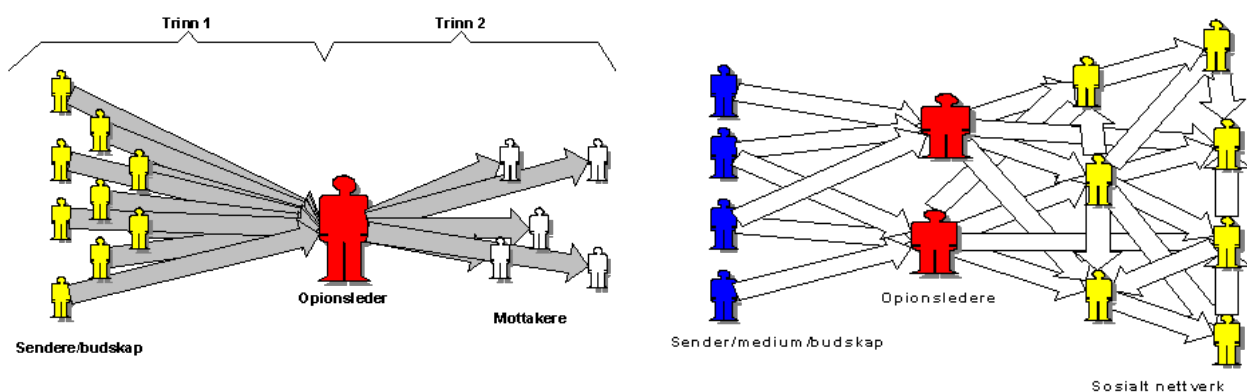 Trinn 1
Trinn 2
Opionsleder
Mottakere
Sendere/budskap
Opionsledere
Sender/medium/budskap
Sosialt nettverk